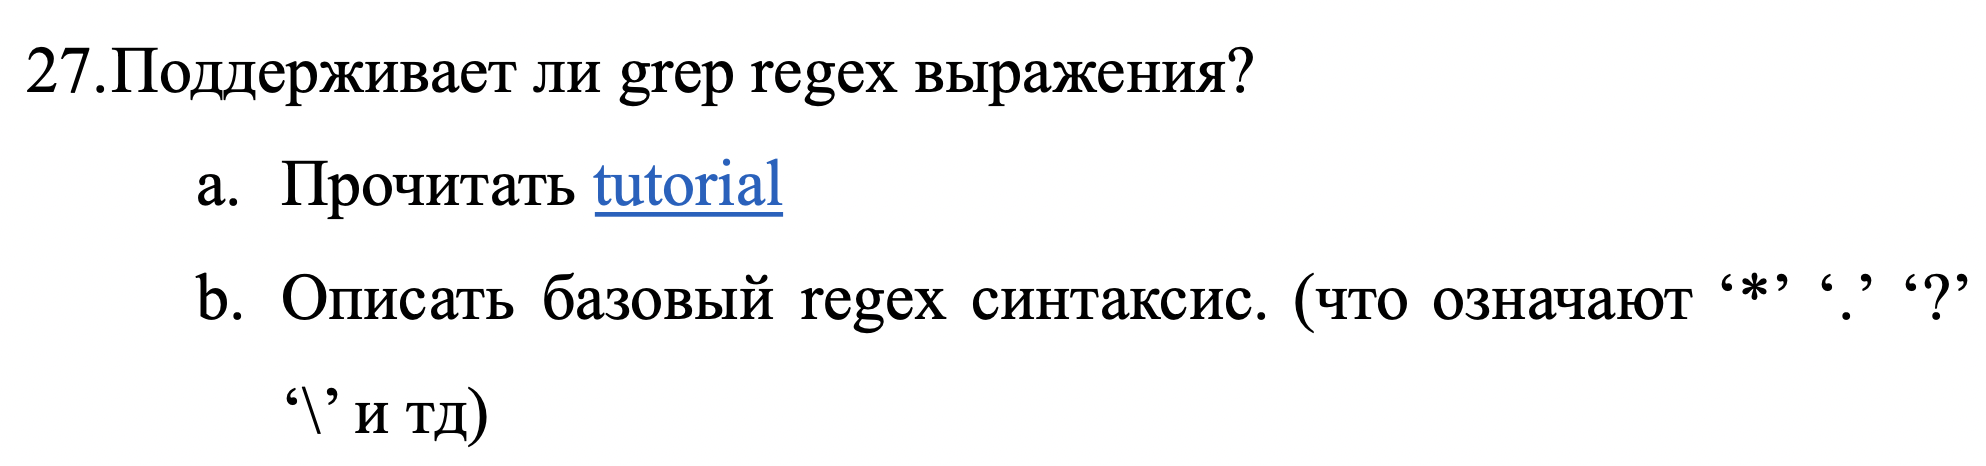 27.Поддерживает ли grep regex выражения?
a. Прочитать tutorial
b. Описать базовый regex синтаксис. (что означают ‘*’ ‘.’ ‘?’
‘\’ и тд)